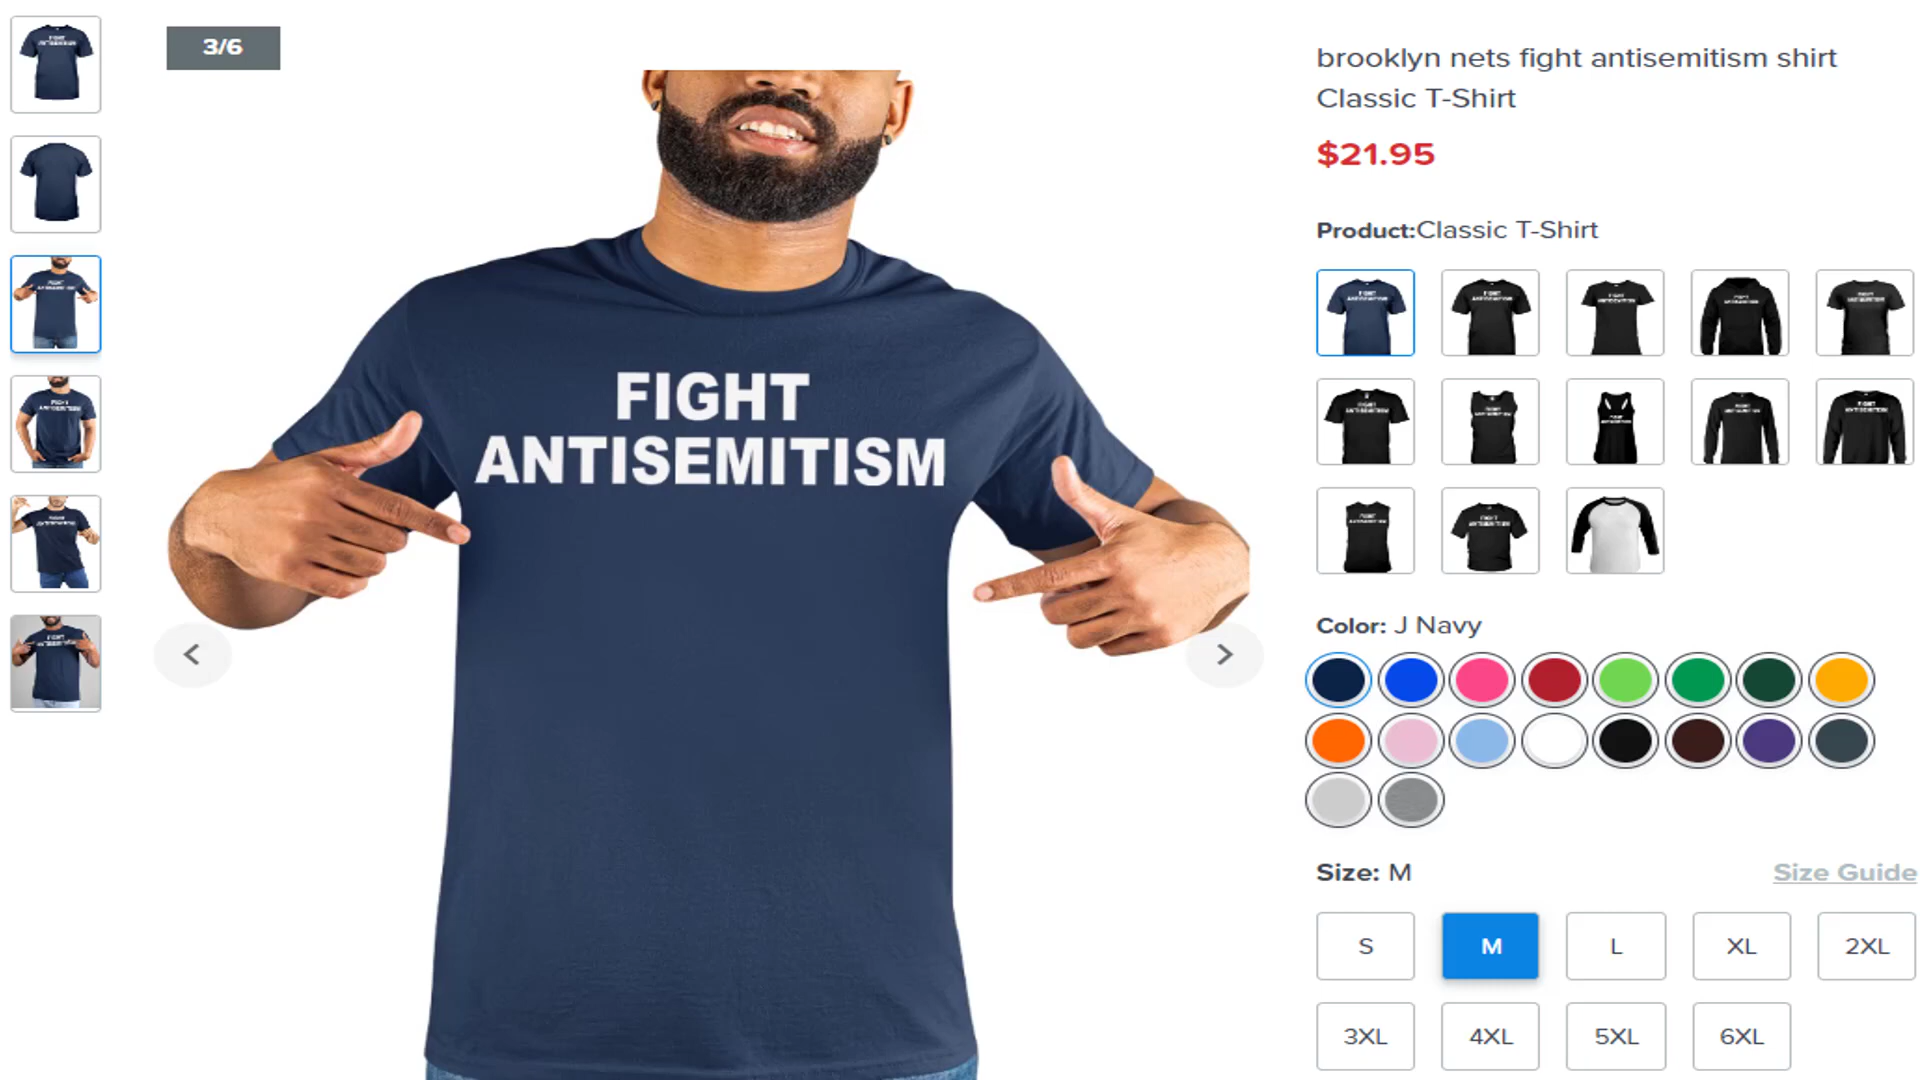 3/6
FIGHT
ANTISEMITISM
brooklyn nets fight antisemitism shirt
Classic T-Shirt
$21.95
Product:Classic T-Shirt
Color: J Navy
Size: M
Size Guide
S
M
L
XL
2XL
3XL
4XL
5XL
6XL